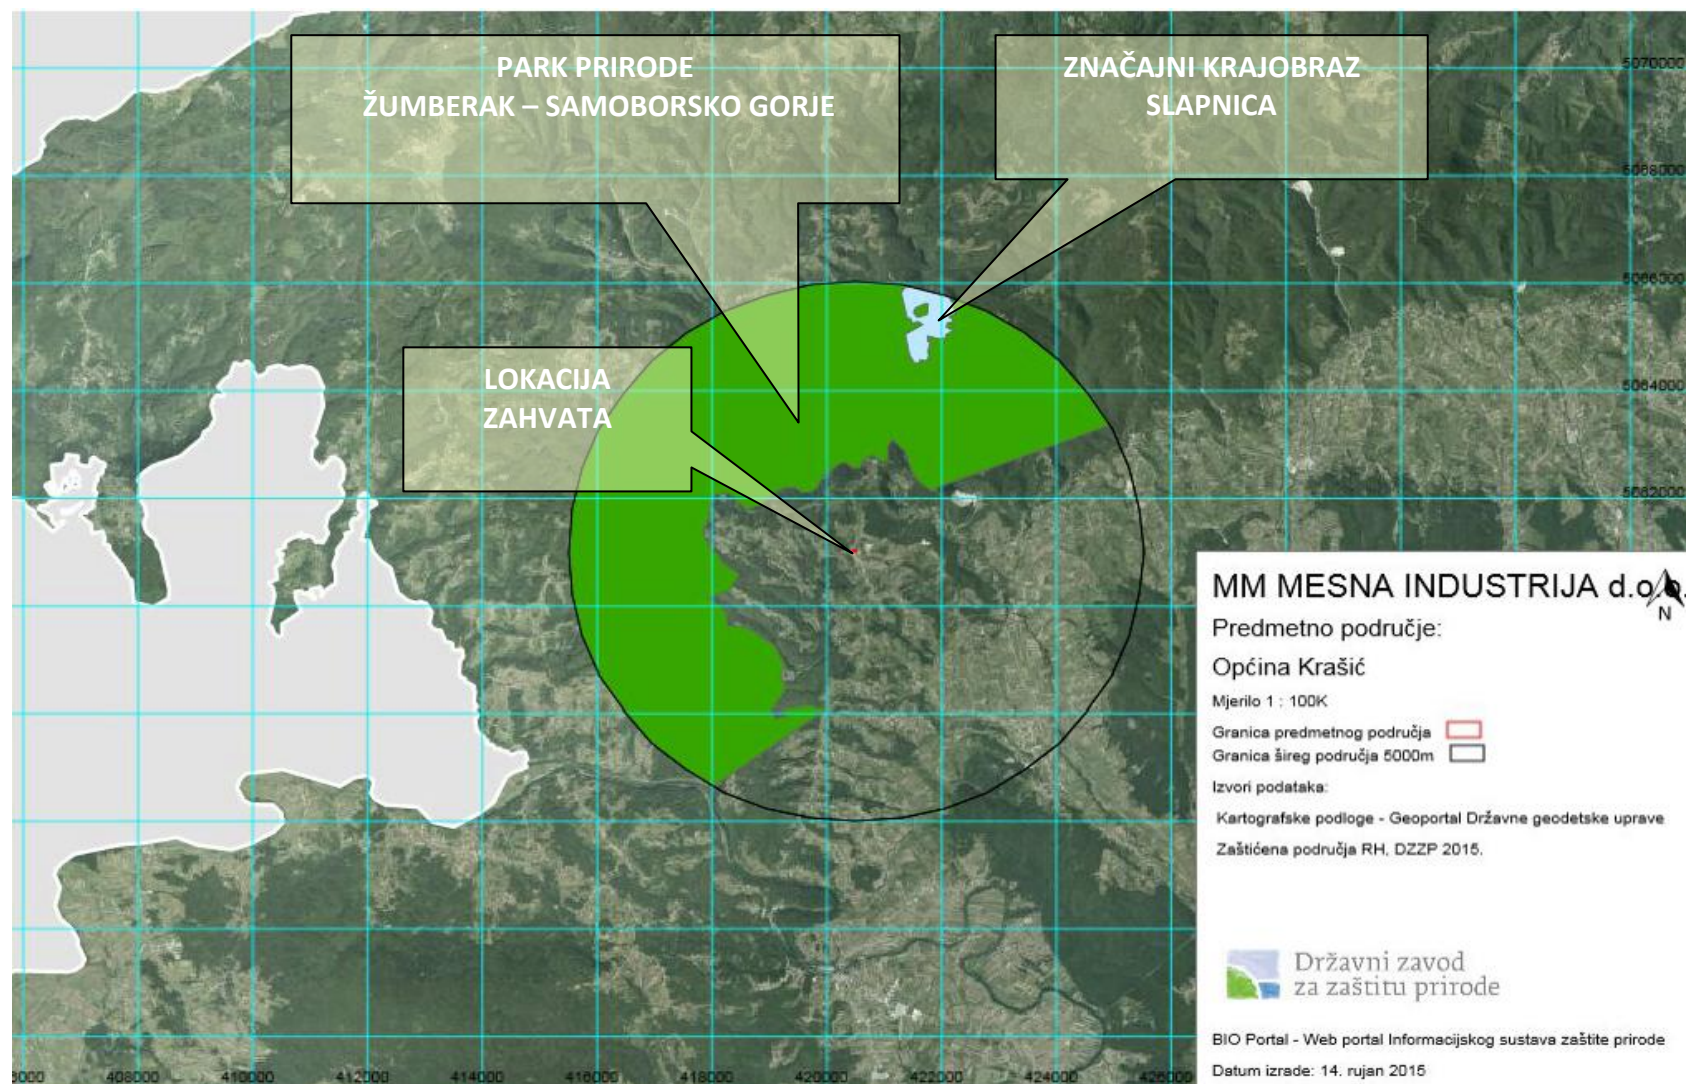 PARK PRIRODE
ŽUMBERAK – SAMOBORSKO GORJE
ZNAČAJNI KRAJOBRAZ
SLAPNICA
LOKACIJA
ZAHVATA
5070000
5068000
5066000
5064000
5062000
MM MESNA INDUSTRIJA d.o.o.
N
Predmetno područje:
Općina Krašić
Mjerilo 1 : 100K
Granica predmetnog područja
Granica šireg područja 5000m
Izvori podataka:
Kartografske podloge - Geoportal Državne geodetske uprave
Zaštićena područja RH, DZZP 2015.
Državni zavod
za zaštitu prirode
BIO Portal - Web portal Informacijskog sustava zaštite prirode
Datum izrade: 14. rujan 2015
408000
410000
412000
414000
416000
418000
420000
422000
424000
426000